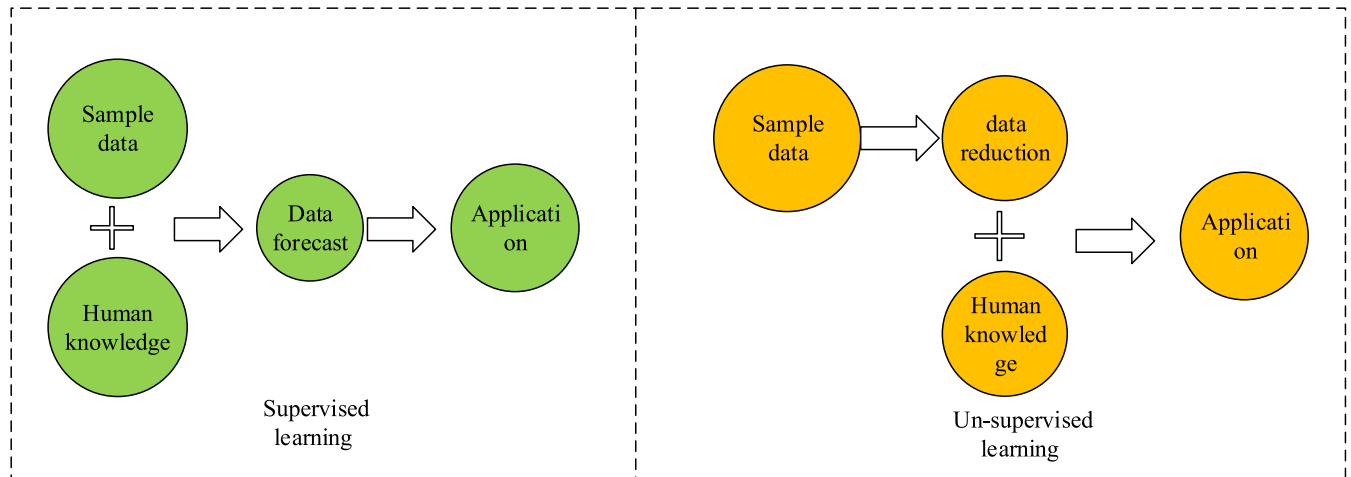 Sample
data
Human
knowledge
Data
forecast
Applicati
on
Supervised
learning
Sample
data
data
reduction
Human
knowled
ge
Applicati
on
Un-supervised
learning